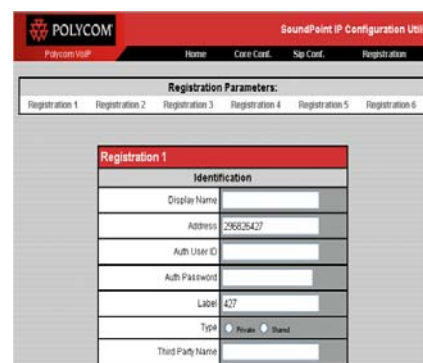 POLYCOM
SoundPoint IP Configuration Util
Polycom VoIP Home Core Conf. Sip Conf. Registration
Registration Parameters:
Registration 1 Registration 2 Registration 3 Registration 4 Registration 5 Registration 6
Registration 1
Identification
Display Name
Address 296826427
Auth User ID
Auth Password
Label 427
Type Private Shared
Third Party Name